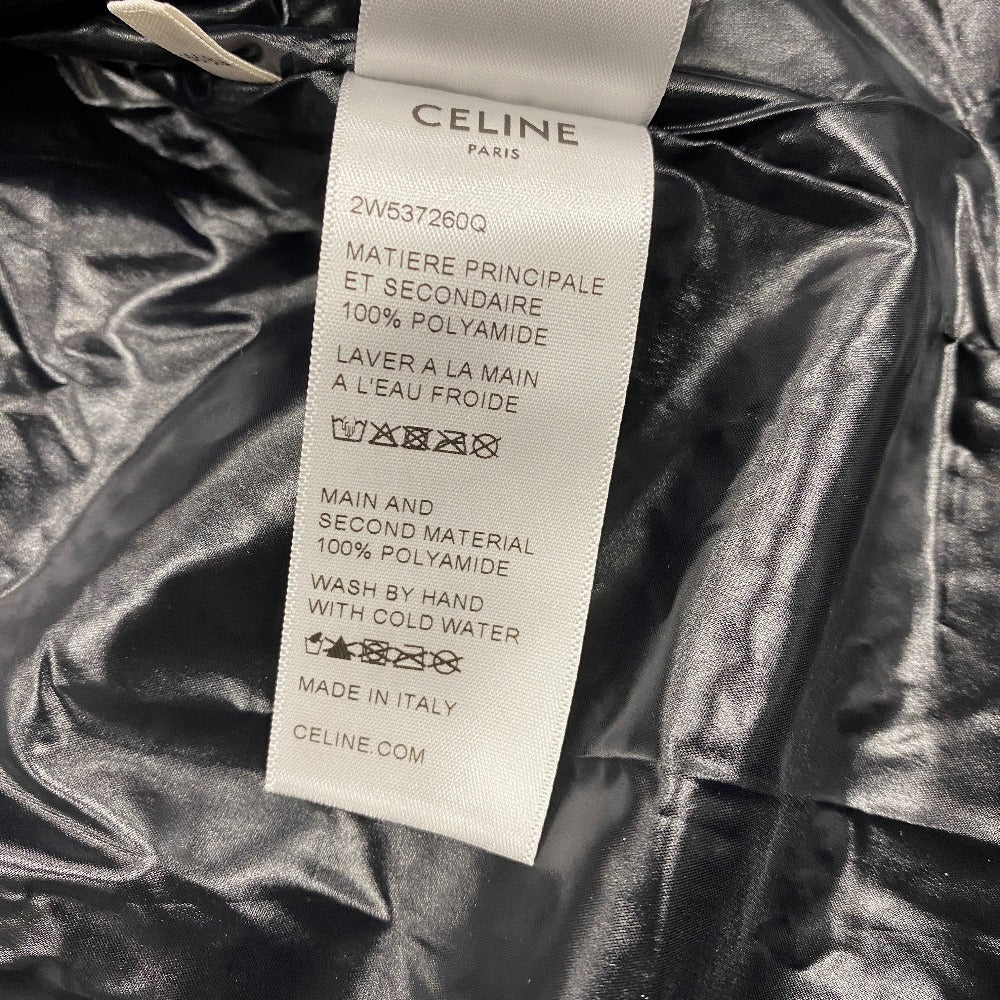 CELINE
PARIS
2W537260Q
MATIERE PRINCIPALE
ET SECONDAIRE
100% POLYAMIDE
LAVER A LA MAIN
A L'EAU FROIDE
MAIN AND
SECOND MATERIAL
100% POLYAMIDE
WASH BY HAND
WITH COLD WATER
MADE IN ITALY
CELINE.COM